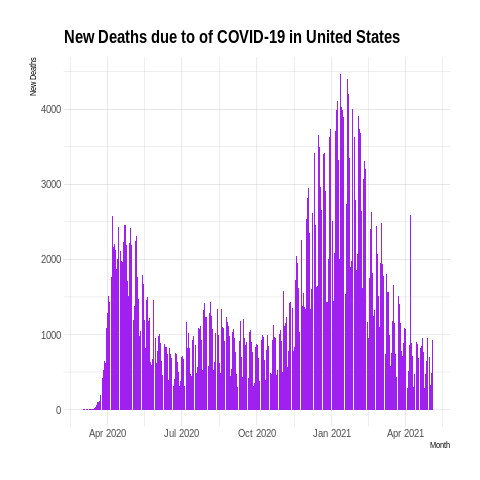 New Deaths due to of COVID-19 in United States
New Deaths
4000
3000
2000
1000
0
Apr 2020
Jul 2020
Oct 2020
Jan 2021
Apr 2021
Month